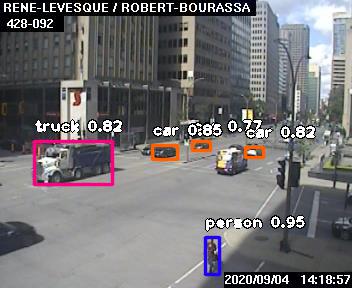 RENE-LEVESQUE / ROBERT-BOURASSA
428-092
truck 0.82
car 0.85
0.77
car 0.82
person 0.95
2020/09/04 14:18:57